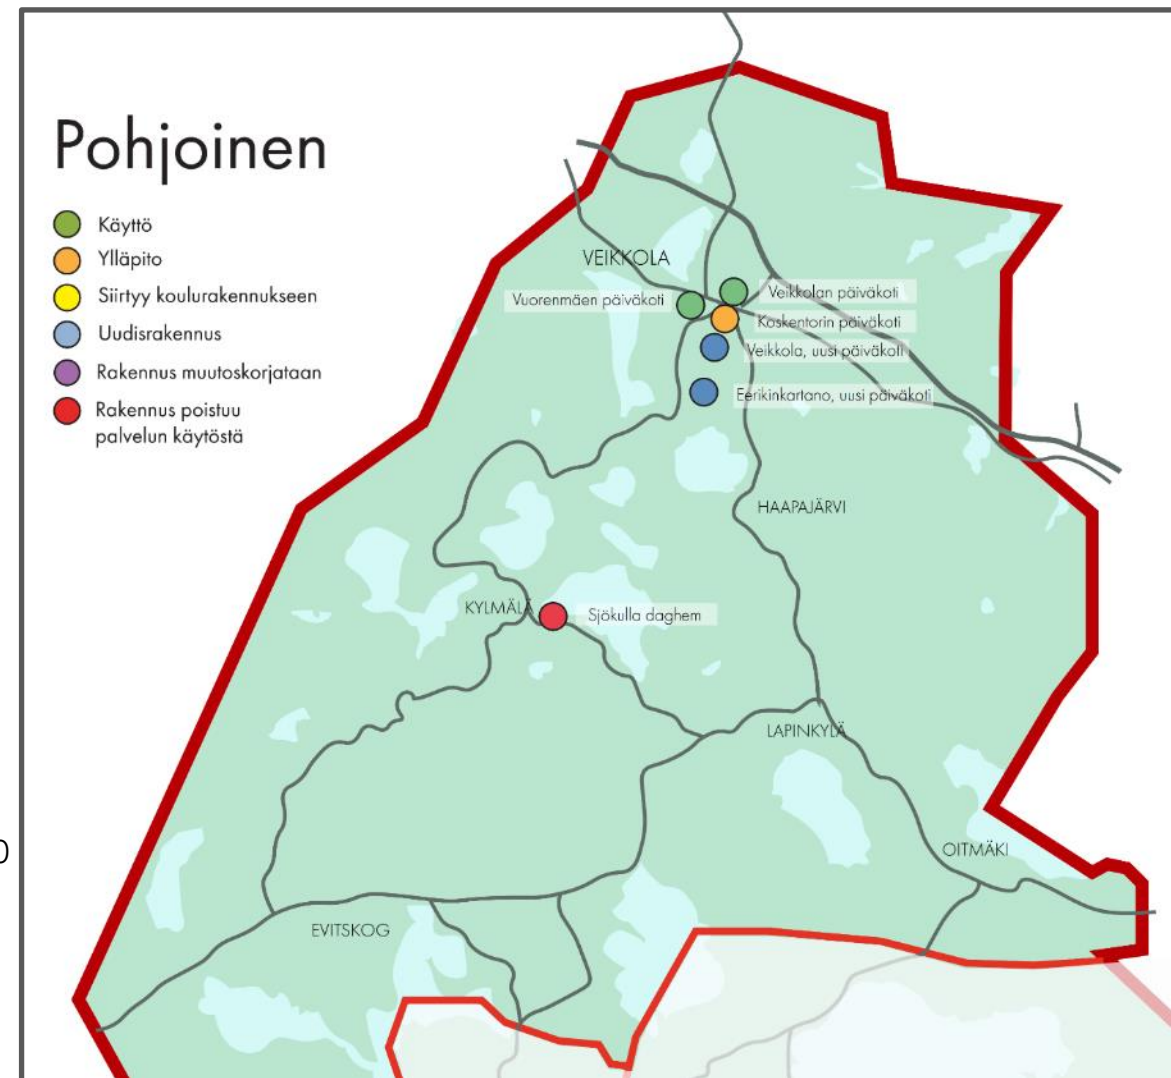 Pohjoinen
Käyttö
Ylläpito
Siirtyy koulurakennukseen
Uudisrakennus
Rakennus muutoskorjataan
Rakennus poistuu
palvelun käytöstä
VEIKKOLA
Vuorenmäen päiväkoti
Veikkolan päiväkoti
Koskentorin päiväkoti
Veikkola, uusi päiväkoti
Eerikinkartano, uusi päiväkoti
HAAPAJÄRVI
KYLMÄLÄ
Sjökulla daghem
LAPINKYLÄ
OITMÄKI
0
EVITSKOG